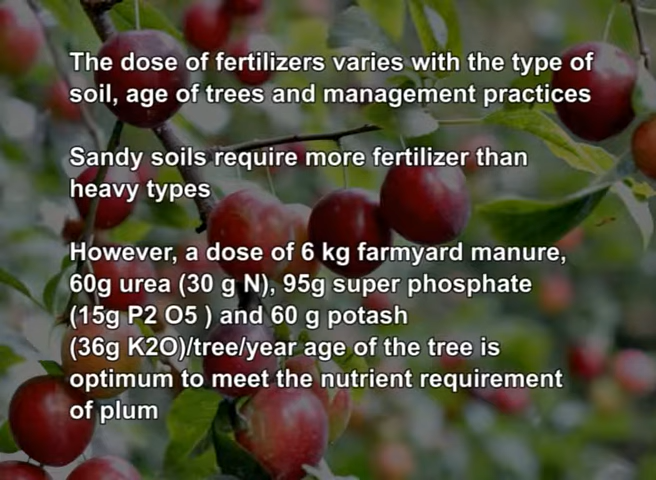 The dose of fertilizers varies with the type of
soil, age of trees and management practices
Sandy soils require more fertilizer than
heavy types
However, a dose of 6 kg farmyard manure,
60g urea (30 g N), 95g super phosphate
(15g P2 O5 ) and 60 g potash
(36g K2O)/tree/year age of the tree is
optimum to meet the nutrient requirement
of plum